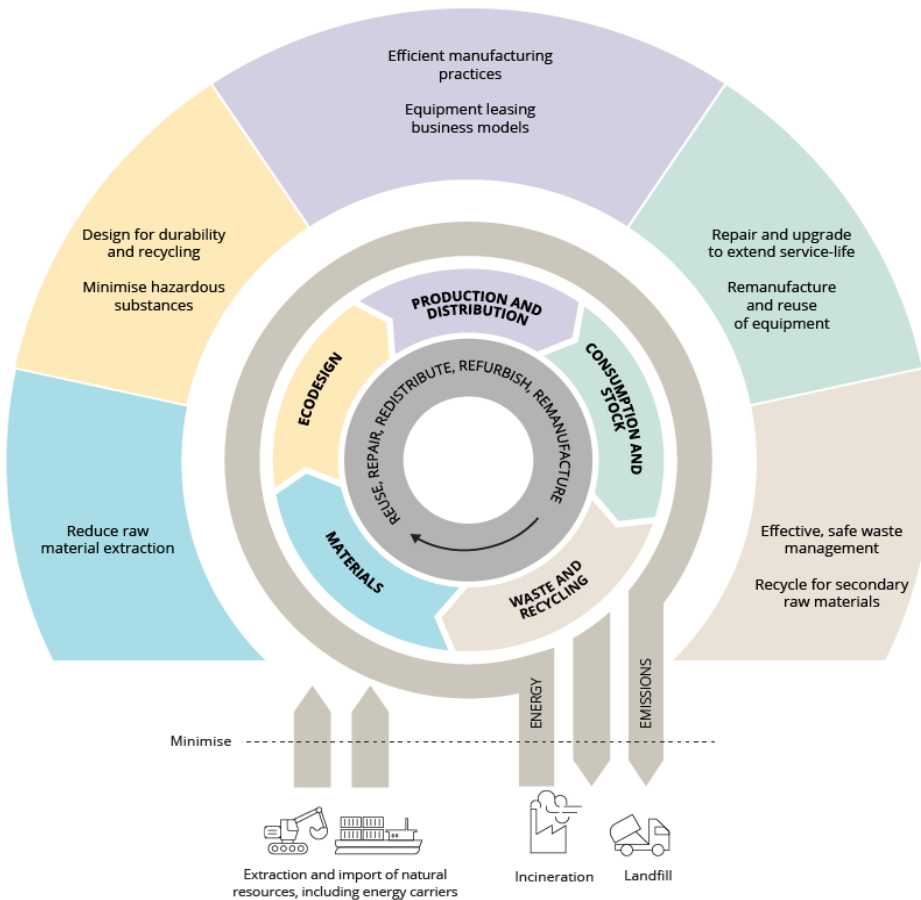 Efficient manufacturing
practices
Equipment leasing
business models
Design for durability
and recycling
Minimise hazardous
substances
Repair and upgrade
to extend service-life
Remanufacture
and reuse
of equipment
Reduce raw
material extraction
Effective, safe waste
management
Recycle for secondary
raw materials
PRODUCTION AND
DISTRIBUTION
ECODESIGN
CONSUMPTION AND
STOCK
MATERIALS
WASTE AND
RECYCLING
REUSE, REPAIR, REDISTRIBUTE, REFURBISH, REMANUFACTURE
ENERGY
EMISSIONS
Minimise
Extraction and import of natural
resources, including energy carriers
Incineration
Landfill